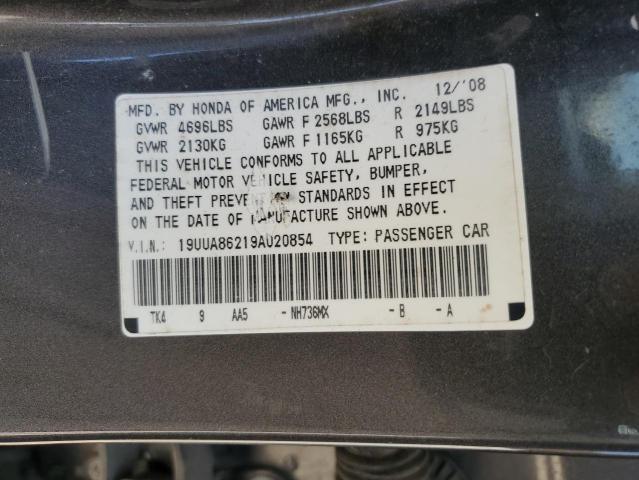 MFD. BY HONDA OF AMERICA MFG., INC. 12/'08
GVWR 4696LBS GAWR F 2568LBS R 2149LBS
GVWR 2130KG GAWR F 1165KG R 975KG
THIS VEHICLE CONFORMS TO ALL APPLICABLE
FEDERAL MOTOR VEHICLE SAFETY, BUMPER,
AND THEFT PREVENTION STANDARDS IN EFFECT
ON THE DATE OF MANUFACTURE SHOWN ABOVE.
V.I.N.: 19UUA86219A020854 TYPE: PASSENGER CAR
TK4 9 AA5 -NH736MX -B -A